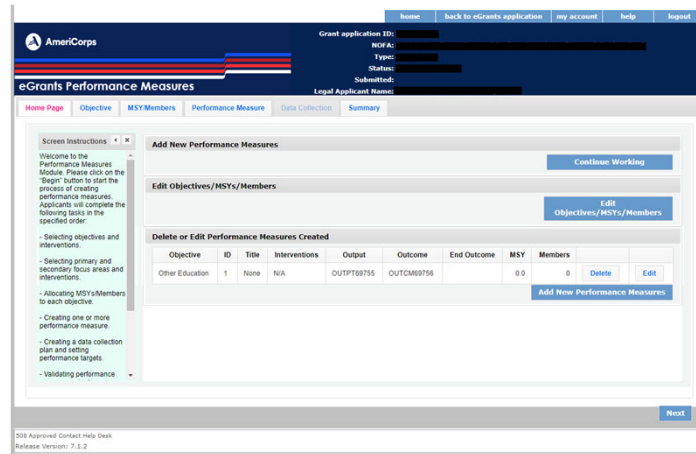 home back to eGrants application my account help logout
AmeriCorps
Grant application ID:
NOFA:
Type:
Status:
Submitted:
Legal Applicant Name:
eGrants Performance Measures
Home Page Objective MSY/Members Performance Measure Data Collection Summary
Screen Instructions
Welcome to the
Performance Measures
Module. Please click on the
"Begin" button to start the
process of creating
performance measures.
Applicants will complete the
following tasks in the
specified order:
- Selecting objectives and
interventions.
- Selecting primary and
secondary focus areas and
interventions.
- Allocating MSYs/Members
to each objective.
- Creating one or more
performance measure.
- Creating a data collection
plan and setting
performance targets.
- Validating performance
Add New Performance Measures
Continue Working
Edit Objectives/MSYs/Members
Edit
Objectives/MSYs/Members
Delete or Edit Performance Measures Created
Objective ID Title Interventions Output Outcome End Outcome MSY Members
Other Education 1 None N/A OUTPT69755 OUTCM69756 0.0 0 Delete Edit
Add New Performance Measures
Next
508 Approved Contact Help Desk
Release Version: 7.1.2